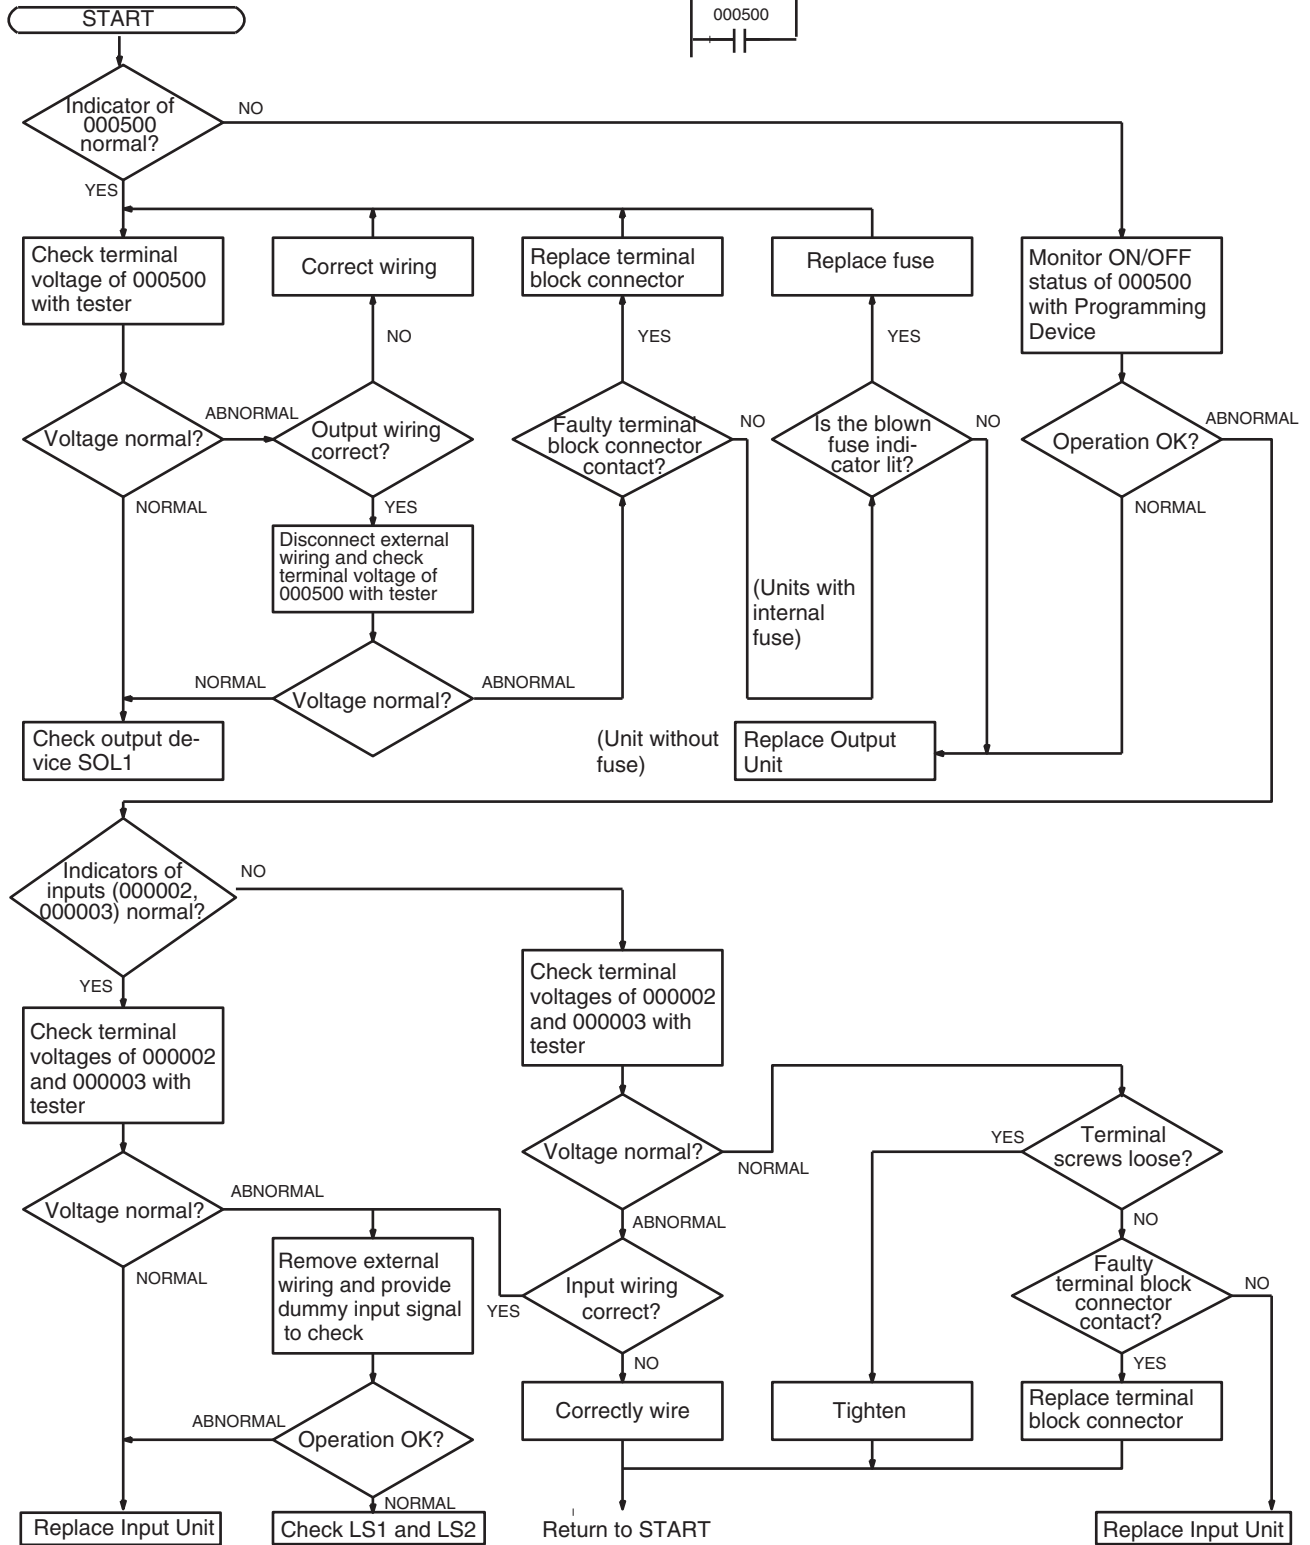 START
000500
Indicator of
000500
normal?
NO
YES
Check terminal
voltage of 000500
with tester
Correct wiring
Replace terminal
block connector
Replace fuse
Monitor ON/OFF
status of 000500
with Programming
Device
NO
YES
YES
Voltage normal?
ABNORMAL
Output wiring
correct?
Faulty terminal
block connector
contact?
NO
Is the blown
fuse indi-
cator lit?
NO
Operation OK?
ABNORMAL
NORMAL
YES
NORMAL
Disconnect external
wiring and check
terminal voltage of
000500 with tester
(Units with
internal
fuse)
NORMAL
Voltage normal?
ABNORMAL
Check output de-
vice SOL1
(Unit without
fuse)
Replace Output
Unit
Indicators of
inputs (000002,
000003) normal?
NO
YES
Check terminal
voltages of 000002
and 000003 with
tester
Check terminal
voltages of 000002
and 000003 with
tester
Voltage normal?
NORMAL
YES
Terminal
screws loose?
Voltage normal?
ABNORMAL
ABNORMAL
NO
NORMAL
Remove external
wiring and provide
dummy input signal
to check
YES
Input wiring
correct?
Faulty
terminal block
connector
contact?
NO
NO
YES
ABNORMAL
Operation OK?
Correctly wire
Tighten
Replace terminal
block connector
NORMAL
Replace Input Unit
Check LS1 and LS2
Return to START
Replace Input Unit